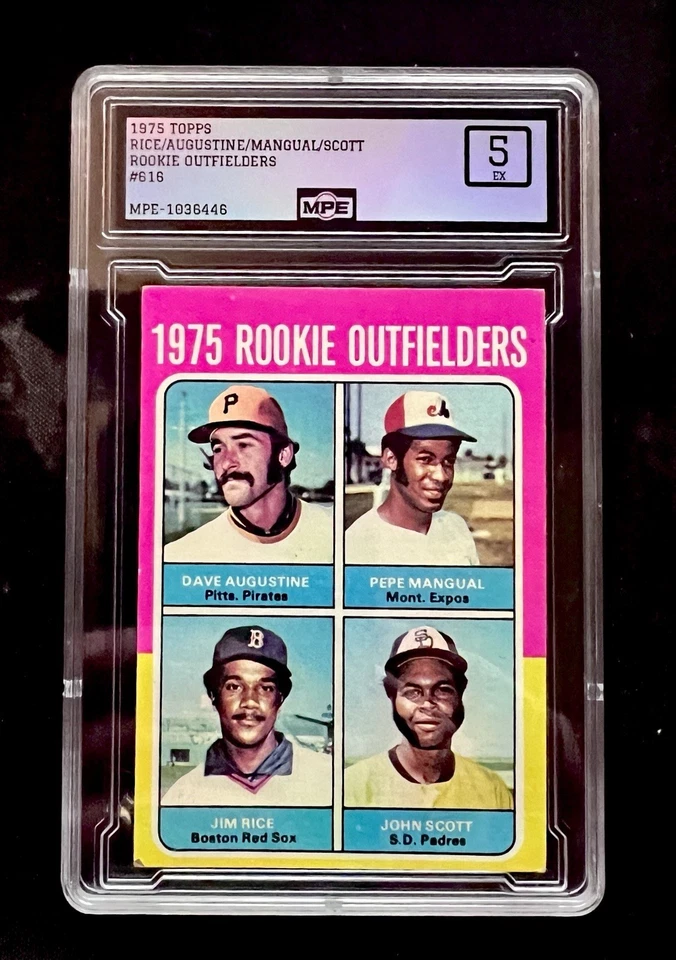 1975 TOPPS
RICE/AUGUSTINE/MANGUAL/SCOTT
ROOKIE OUTFIELDERS
#616
MPE-1036446
MPE
5
EX
1975 ROOKIE OUTFIELDERS
P
DAVE AUGUSTINE
Pitts. Pirates
PEPE MANGUAL
Mont. Expos
B
SD
JIM RICE
Boston Red Sox
JOHN SCOTT
S.D. Padres